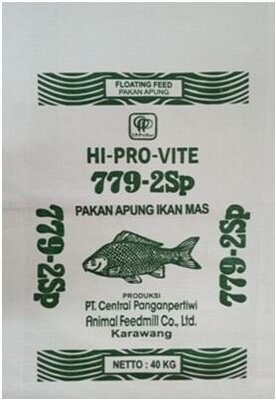 FLOATING FEED
PAKAN APUNG
HI-PRO-VITE
779-2Sp
PAKAN APUNG IKAN MAS
779-2Sp
779-2Sp
PRODUKSI
PT. Central Panganpertiwi
Animal Feedmill Co., Ltd.
Karawang
NETTO : 40 KG